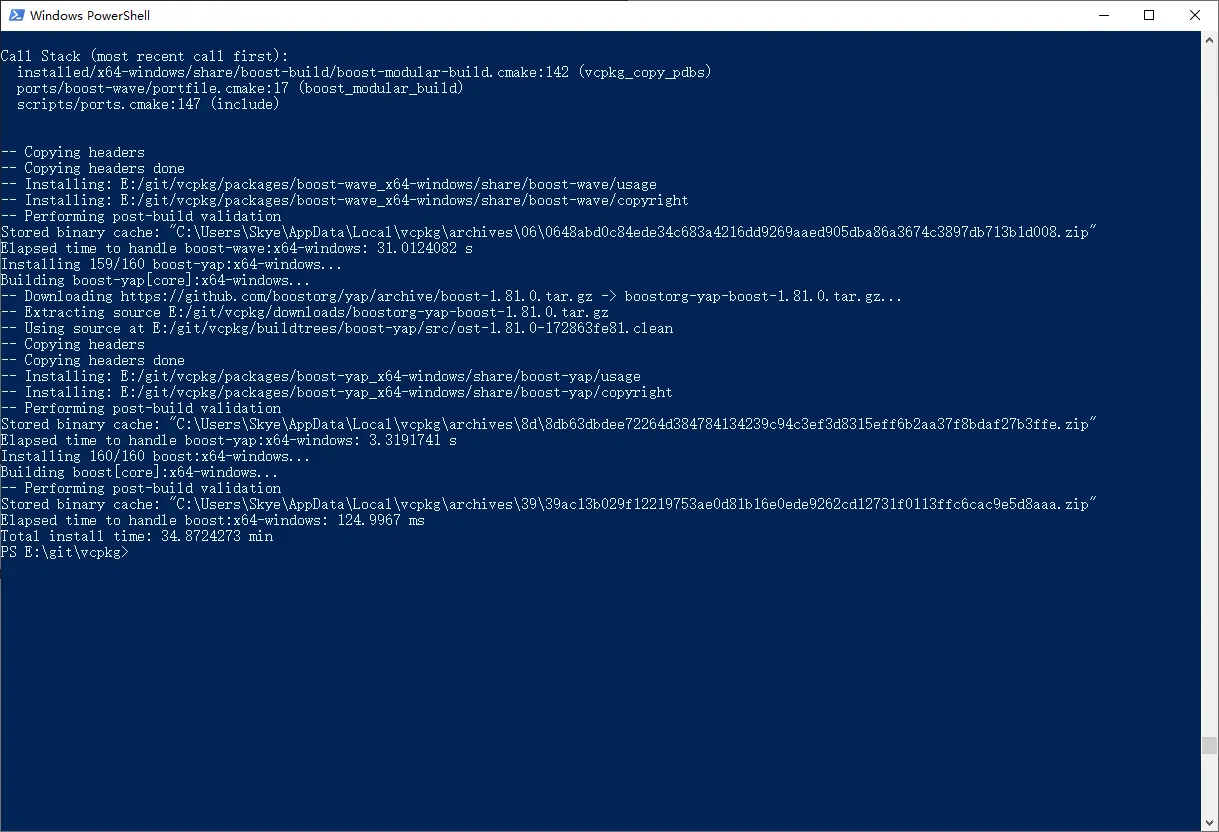 Windows PowerShell
Call Stack (most recent call first):
  installed/x64-windows/share/boost-build/boost-modular-build.cmake:142 (vcpkg_copy_pdbs)
  ports/boost-wave/portfile.cmake:17 (boost_modular_build)
  scripts/ports.cmake:147 (include)
-- Copying headers
-- Copying headers done
-- Installing: E:/git/vcpkg/packages/boost-wave_x64-windows/share/boost-wave/usage
-- Installing: E:/git/vcpkg/packages/boost-wave_x64-windows/share/boost-wave/copyright
-- Performing post-build validation
Stored binary cache: "C:\Users\Skye\AppData\Local\vcpkg\archives\06\0648abd0c84ede34c683a4216dd9269aaed905dba86a3674c3897db713b1d008.zip"
Elapsed time to handle boost-wave:x64-windows: 31.0124082 s
Installing 159/160 boost-yap:x64-windows...
Building boost-yap[core]:x64-windows...
-- Downloading https://github.com/boostorg/yap/archive/boost-1.81.0.tar.gz -> boostorg-yap-boost-1.81.0.tar.gz...
-- Extracting source E:/git/vcpkg/downloads/boostorg-yap-boost-1.81.0.tar.gz
-- Using source at E:/git/vcpkg/buildtrees/boost-yap/src/ost-1.81.0-172863fe81.clean
-- Copying headers
-- Copying headers done
-- Installing: E:/git/vcpkg/packages/boost-yap_x64-windows/share/boost-yap/usage
-- Installing: E:/git/vcpkg/packages/boost-yap_x64-windows/share/boost-yap/copyright
-- Performing post-build validation
Stored binary cache: "C:\Users\Skye\AppData\Local\vcpkg\archives\8d\8db63dbdee72264d384784134239c94c3ef3d8315eff6b2aa37f8bdaf27b3ffe.zip"
Elapsed time to handle boost-yap:x64-windows: 3.3191741 s
Installing 160/160 boost:x64-windows...
Building boost[core]:x64-windows...
-- Performing post-build validation
Stored binary cache: "C:\Users\Skye\AppData\Local\vcpkg\archives\39\39ac13b029f12219753ae0d81b16e0ede9262cd12731f0113ffc6cac9e5d8aaa.zip"
Elapsed time to handle boost:x64-windows: 124.9967 ms
Total install time: 34.8724273 min
PS E:\git\vcpkg>